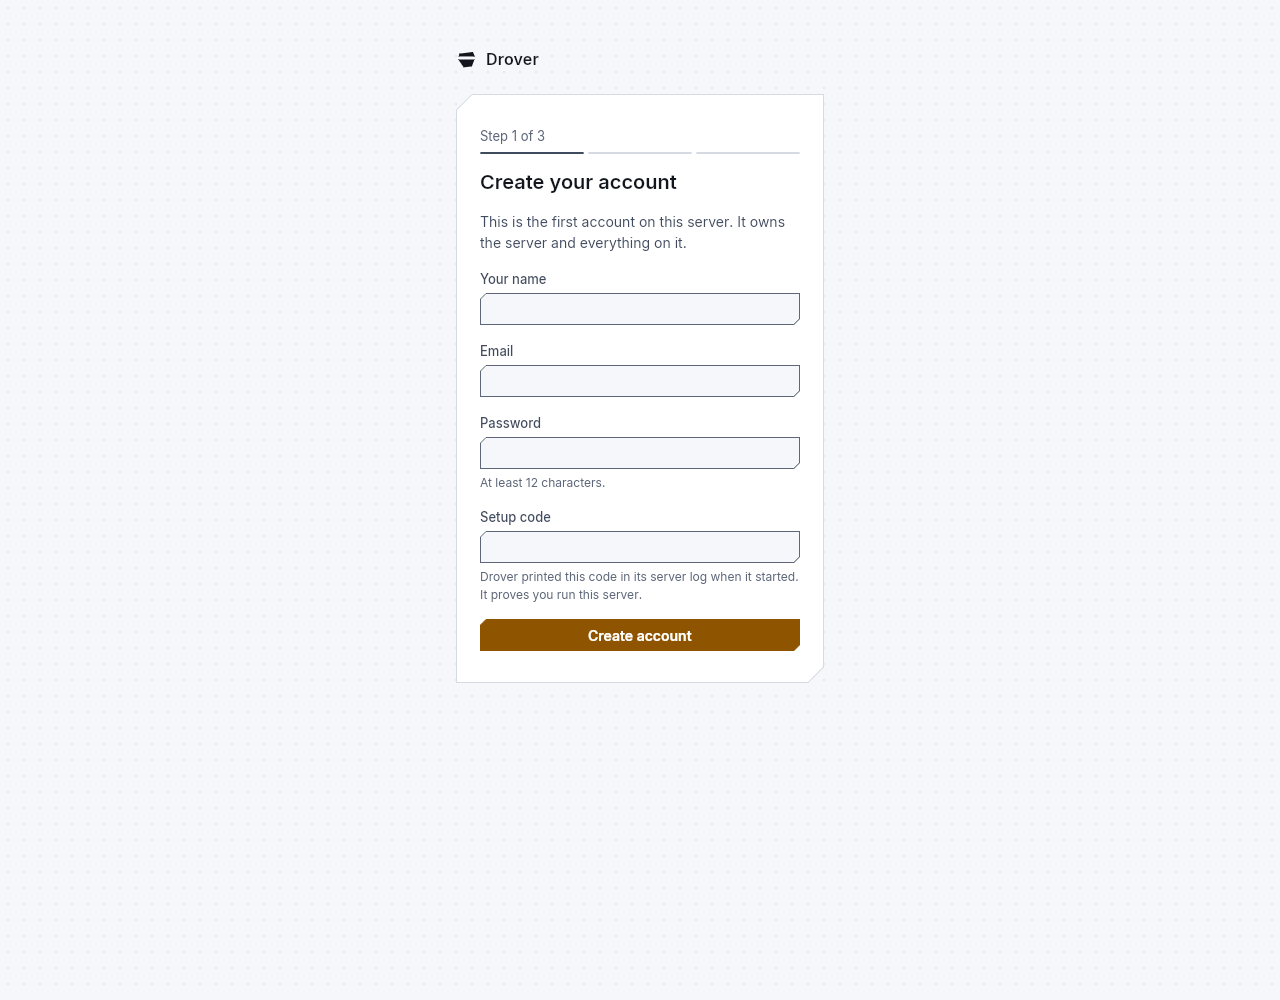 Drover
Step 1 of 3
Create your account
This is the first account on this server. It owns
the server and everything on it.
Your name
Email
Password
At least 12 characters.
Setup code
Drover printed this code in its server log when it started.
It proves you run this server.
Create account